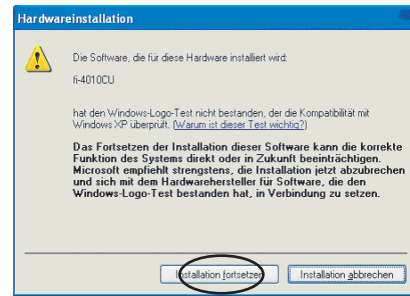 Hardwareinstallation
Die Software, die für diese Hardware installiert wird:
fi-4010CU
hat den Windows-Logo-Test nicht bestanden, der die Kompatibilität mit
Windows XP überprüft. (Warum ist dieser Test wichtig?)
Das Fortsetzen der Installation dieser Software kann die korrekte
Funktion des Systems direkt oder in Zukunft beeinträchtigen.
Microsoft empfiehlt strengstens, die Installation jetzt abzubrechen
und sich mit dem Hardwarehersteller für Software, die den
Windows-Logo-Test bestanden hat, in Verbindung zu setzen.
Installation fortsetzen
Installation abbrechen